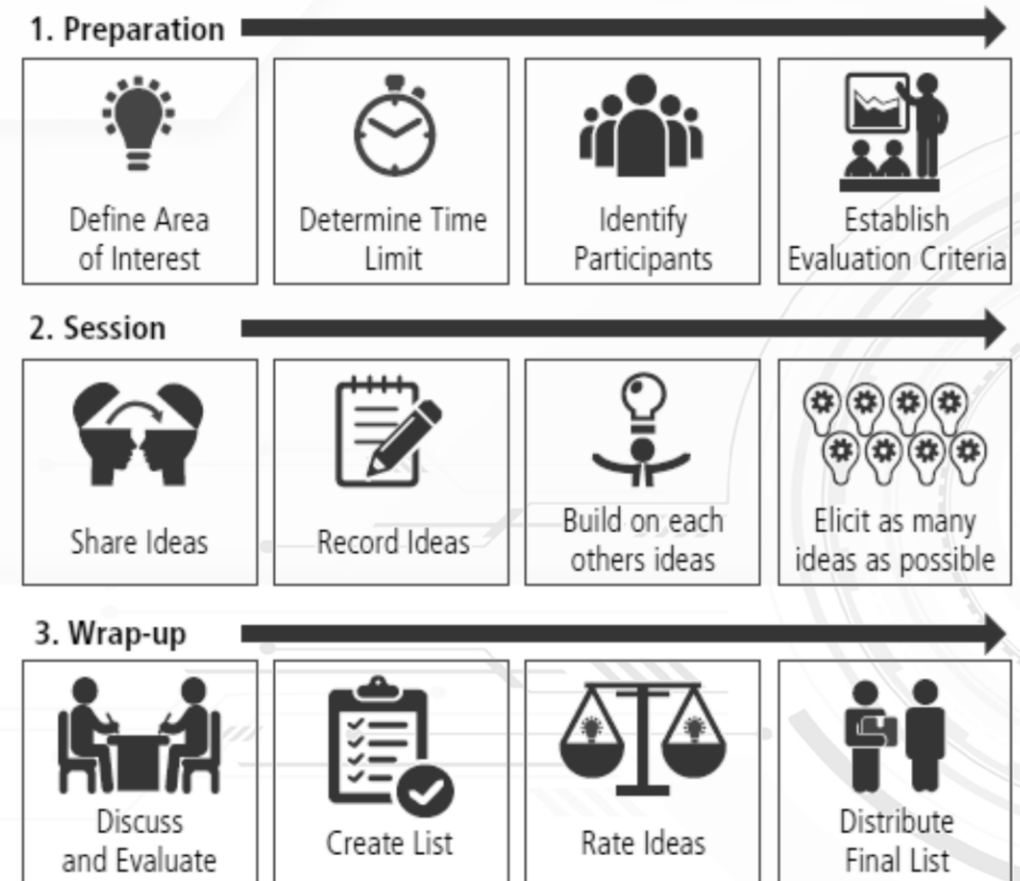 1. Preparation
Define Area
of Interest
Determine Time
Limit
Identify
Participants
Establish
Evaluation Criteria
2. Session
Share Ideas
Record Ideas
Build on each
others ideas
Elicit as many
ideas as possible
3. Wrap-up
Discuss
and Evaluate
Create List
Rate Ideas
Distribute
Final List